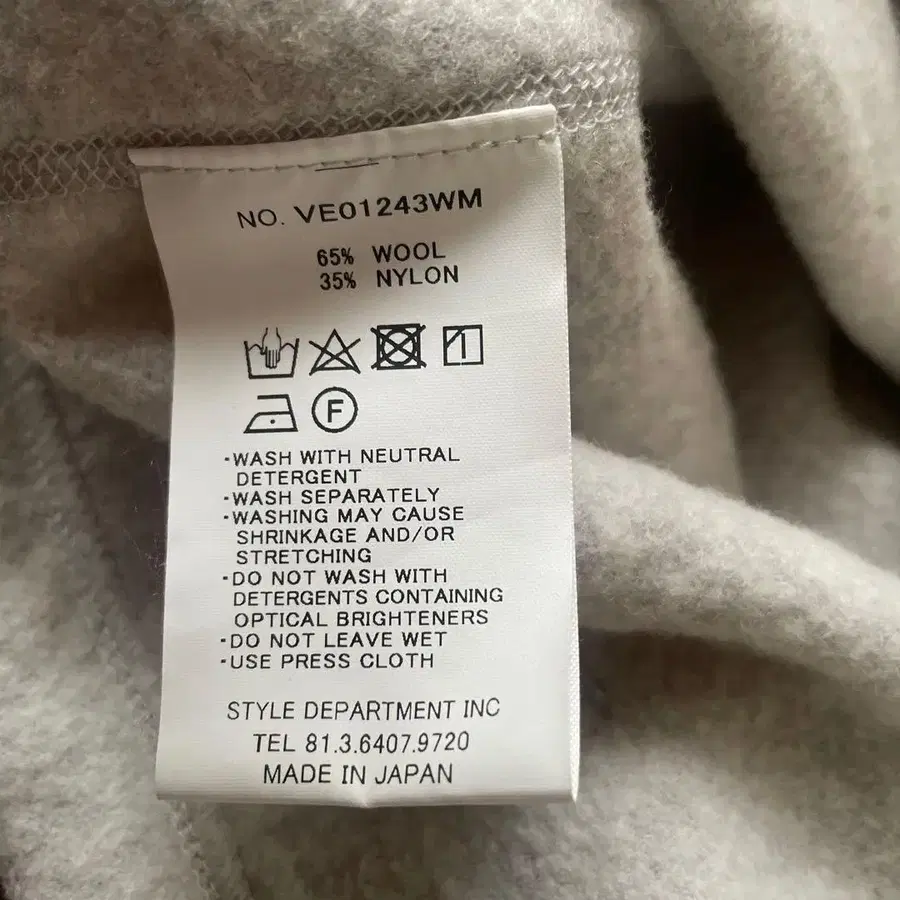 NO. VE01243WM
65% WOOL
35% NYLON
F
·WASH WITH NEUTRAL
DETERGENT
·WASH SEPARATELY
·WASHING MAY CAUSE
SHRINKAGE AND/OR
STRETCHING
·DO NOT WASH WITH
DETERGENTS CONTAINING
OPTICAL BRIGHTENERS
·DO NOT LEAVE WET
·USE PRESS CLOTH
STYLE DEPARTMENT INC
TEL 81.3.6407.9720
MADE IN JAPAN